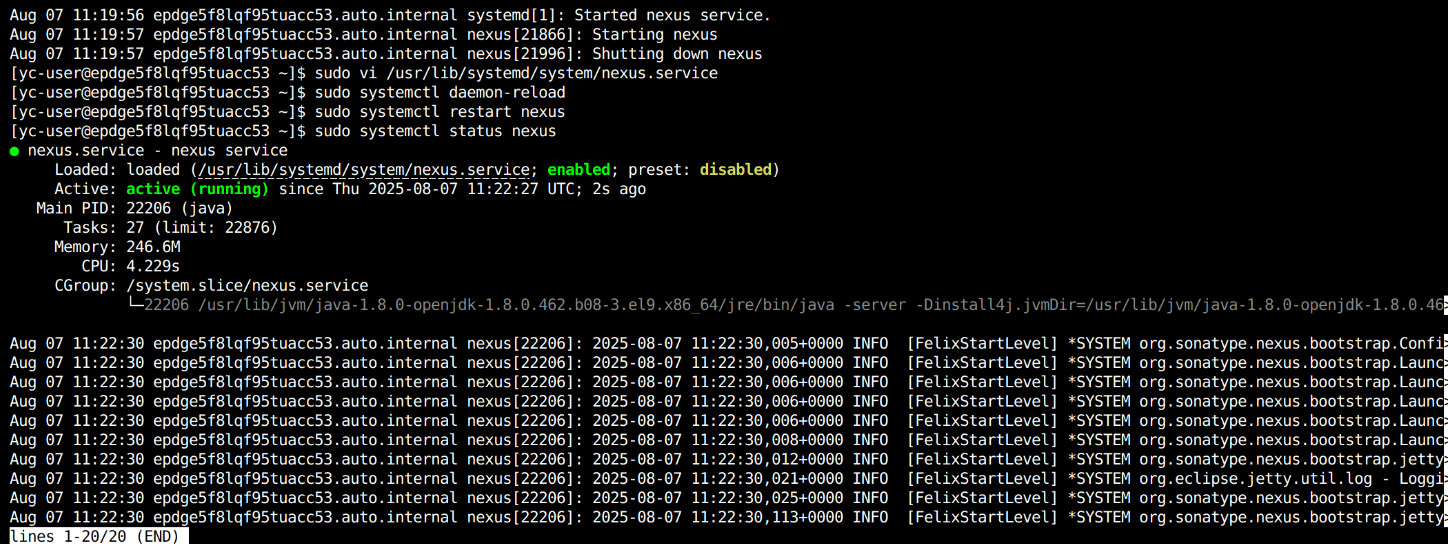 Aug 07 11:19:56 epdge5f8lqf95tuacc53.auto.internal systemd[1]: Started nexus service.
Aug 07 11:19:57 epdge5f8lqf95tuacc53.auto.internal nexus[21866]: Starting nexus
Aug 07 11:19:57 epdge5f8lqf95tuacc53.auto.internal nexus[21996]: Shutting down nexus
[yc-user@epdge5f8lqf95tuacc53 ~]$ sudo vi /usr/lib/systemd/system/nexus.service
[yc-user@epdge5f8lqf95tuacc53 ~]$ sudo systemctl daemon-reload
[yc-user@epdge5f8lqf95tuacc53 ~]$ sudo systemctl restart nexus
[yc-user@epdge5f8lqf95tuacc53 ~]$ sudo systemctl status nexus
● nexus.service - nexus service
     Loaded: loaded (/usr/lib/systemd/system/nexus.service; enabled; preset: disabled)
     Active: active (running) since Thu 2025-08-07 11:22:27 UTC; 2s ago
   Main PID: 22206 (java)
      Tasks: 27 (limit: 22876)
     Memory: 246.6M
        CPU: 4.229s
     CGroup: /system.slice/nexus.service
             └─22206 /usr/lib/jvm/java-1.8.0-openjdk-1.8.0.462.b08-3.el9.x86_64/jre/bin/java -server -Dinstall4j.jvmDir=/usr/lib/jvm/java-1.8.0-openjdk-1.8.0.46>
Aug 07 11:22:30 epdge5f8lqf95tuacc53.auto.internal nexus[22206]: 2025-08-07 11:22:30,005+0000 INFO  [FelixStartLevel] *SYSTEM org.sonatype.nexus.bootstrap.Confi>
Aug 07 11:22:30 epdge5f8lqf95tuacc53.auto.internal nexus[22206]: 2025-08-07 11:22:30,006+0000 INFO  [FelixStartLevel] *SYSTEM org.sonatype.nexus.bootstrap.Launc>
Aug 07 11:22:30 epdge5f8lqf95tuacc53.auto.internal nexus[22206]: 2025-08-07 11:22:30,006+0000 INFO  [FelixStartLevel] *SYSTEM org.sonatype.nexus.bootstrap.Launc>
Aug 07 11:22:30 epdge5f8lqf95tuacc53.auto.internal nexus[22206]: 2025-08-07 11:22:30,006+0000 INFO  [FelixStartLevel] *SYSTEM org.sonatype.nexus.bootstrap.Launc>
Aug 07 11:22:30 epdge5f8lqf95tuacc53.auto.internal nexus[22206]: 2025-08-07 11:22:30,006+0000 INFO  [FelixStartLevel] *SYSTEM org.sonatype.nexus.bootstrap.Launc>
Aug 07 11:22:30 epdge5f8lqf95tuacc53.auto.internal nexus[22206]: 2025-08-07 11:22:30,008+0000 INFO  [FelixStartLevel] *SYSTEM org.sonatype.nexus.bootstrap.Launc>
Aug 07 11:22:30 epdge5f8lqf95tuacc53.auto.internal nexus[22206]: 2025-08-07 11:22:30,012+0000 INFO  [FelixStartLevel] *SYSTEM org.sonatype.nexus.bootstrap.jetty>
Aug 07 11:22:30 epdge5f8lqf95tuacc53.auto.internal nexus[22206]: 2025-08-07 11:22:30,021+0000 INFO  [FelixStartLevel] *SYSTEM org.eclipse.jetty.util.log - Loggi>
Aug 07 11:22:30 epdge5f8lqf95tuacc53.auto.internal nexus[22206]: 2025-08-07 11:22:30,025+0000 INFO  [FelixStartLevel] *SYSTEM org.sonatype.nexus.bootstrap.jetty>
Aug 07 11:22:30 epdge5f8lqf95tuacc53.auto.internal nexus[22206]: 2025-08-07 11:22:30,113+0000 INFO  [FelixStartLevel] *SYSTEM org.sonatype.nexus.bootstrap.jetty>
lines 1-20/20 (END)